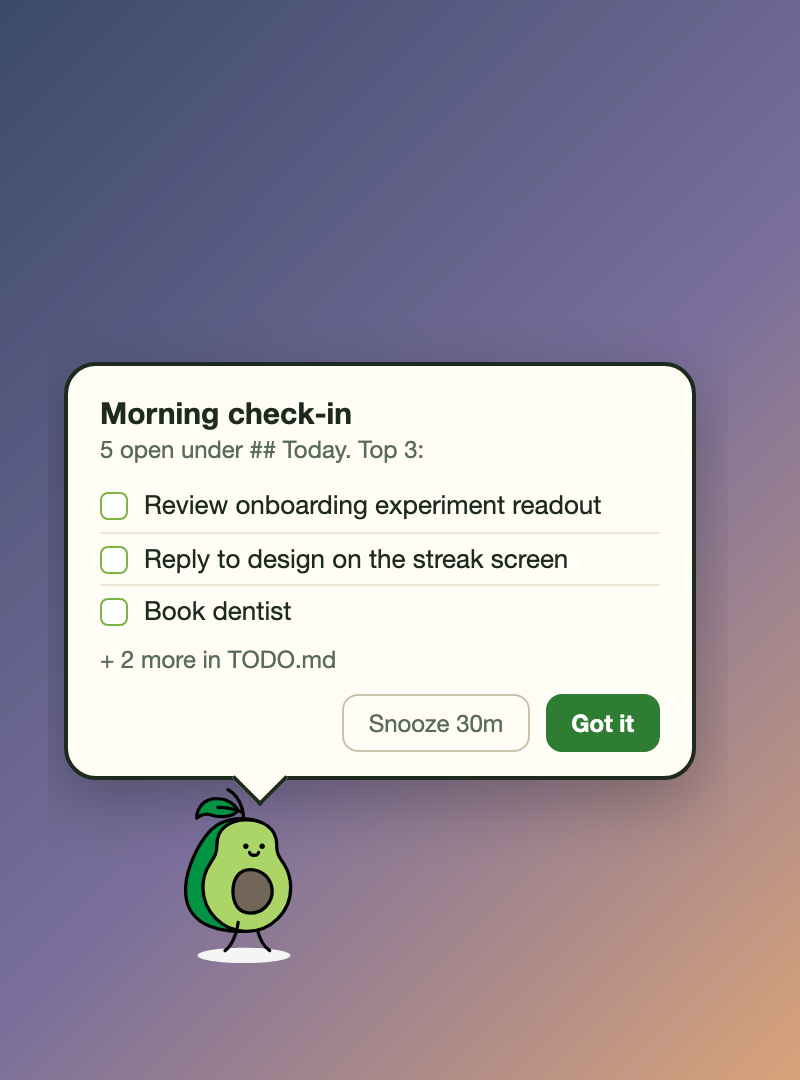 Morning check-in
5 open under ## Today. Top 3:
Review onboarding experiment readout
Reply to design on the streak screen
Book dentist
+ 2 more in TODO.md
Snooze 30m
Got it